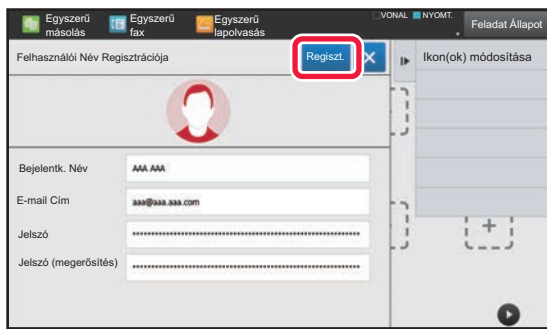 Egyszerű másolás
Egyszerű fax
Egyszerű lapolvasás
VONAL NYOMT.
Feladat Állapot
Felhasználói Név Regisztrációja
Regiszt.
Ikon(ok) módosítása
Bejelentk. Név
AAA AAA
E-mail Cím
aaa@aaa.aaa.com
Jelszó
Jelszó (megerősítés)